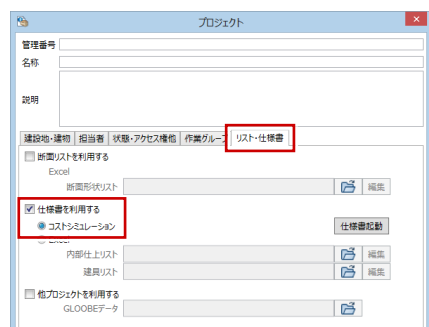 プロジェクト
管理番号
名称
説明
建設地・建物 担当者 状態・アクセス権他 作業グループ リスト・仕様書
断面リストを利用する
Excel
断面形状リスト 編集
仕様書を利用する
コストシミュレーション 仕様書起動
Excel
内部仕上リスト 編集
建具リスト 編集
他プロジェクトを利用する
GLOOBEデータ